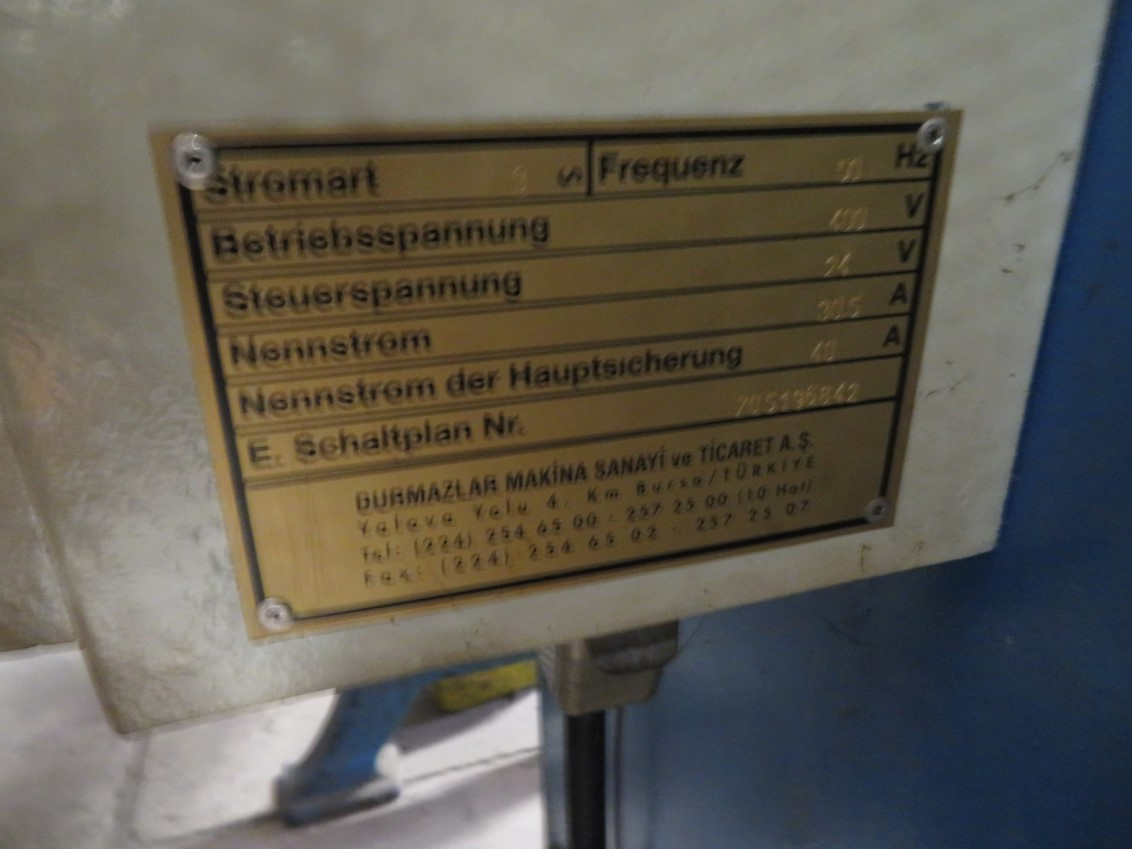 Stromart 3 ~ Frequenz 50 Hz
Betriebsspannung 400 V
Steuerspannung 24 V
Nennstrom 30.5 A
Nennstrom der Hauptsicherung 40 A
E. Schaltplan Nr. 205196842
DURMAZLAR MAKİNA SANAYİ ve TİCARET A.Ş.
Yalova Yolu 4. Km Bursa/TÜRKİYE
Tel: (224) 254 65 00 - 257 25 00 (10 Hat)
Fax: (224) 254 65 02 - 257 25 07